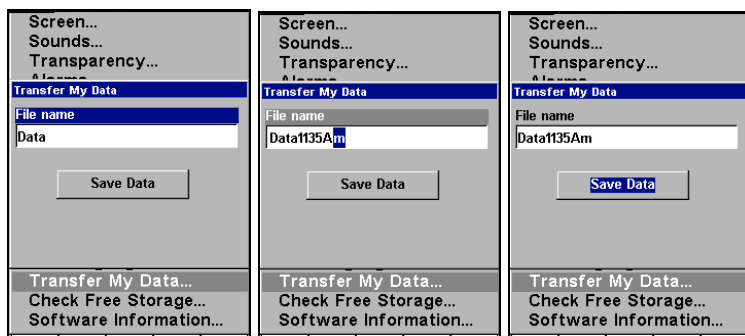 Screen...
Sounds...
Transparency...
Alarms
Transfer My Data
File name
Data
Save Data
Transfer My Data...
Check Free Storage...
Software Information...
Screen...
Sounds...
Transparency...
Alarms
Transfer My Data
File name
Data1135Am
Save Data
Transfer My Data...
Check Free Storage...
Software Information...
Screen...
Sounds...
Transparency...
Alarms
Transfer My Data
File name
Data1135Am
Save Data
Transfer My Data...
Check Free Storage...
Software Information...